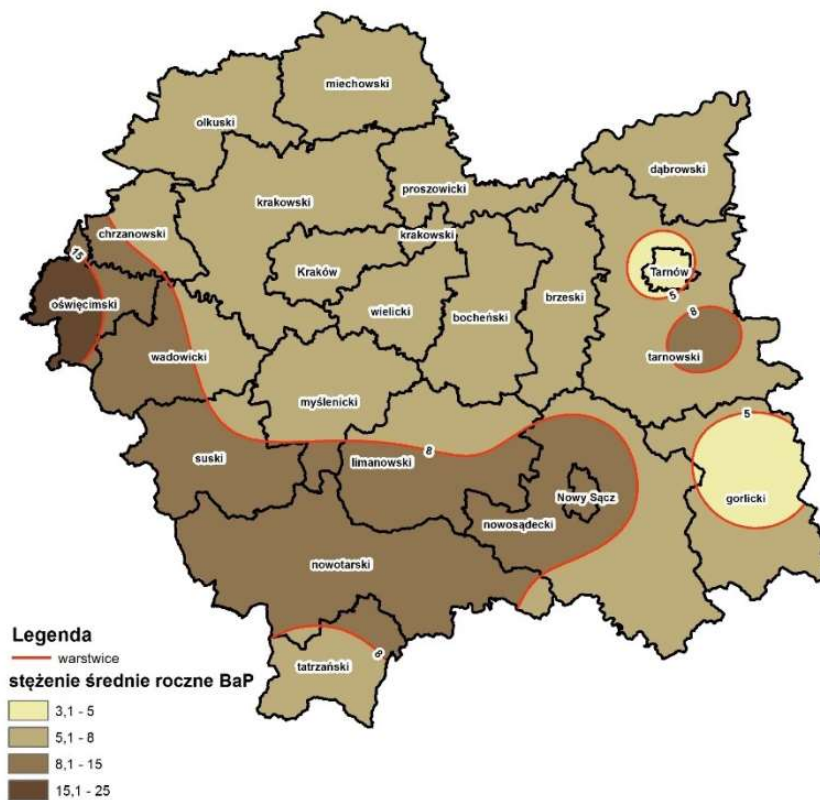 miechowski
olkuski
dąbrowski
proszowicki
krakowski
chrzanowski
krakowski
15
Kraków
Tarnów
oświęcimski
5
wielicki
brzeski
8
bocheński
wadowicki
tarnowski
myślenicki
5
8
suski
limanowski
Nowy Sącz
gorlicki
nowosądecki
nowotarski
Legenda
8
warstwice
tatrzański
stężenie średnie roczne BaP
3,1 - 5
5,1 - 8
8,1 - 15
15,1 - 25